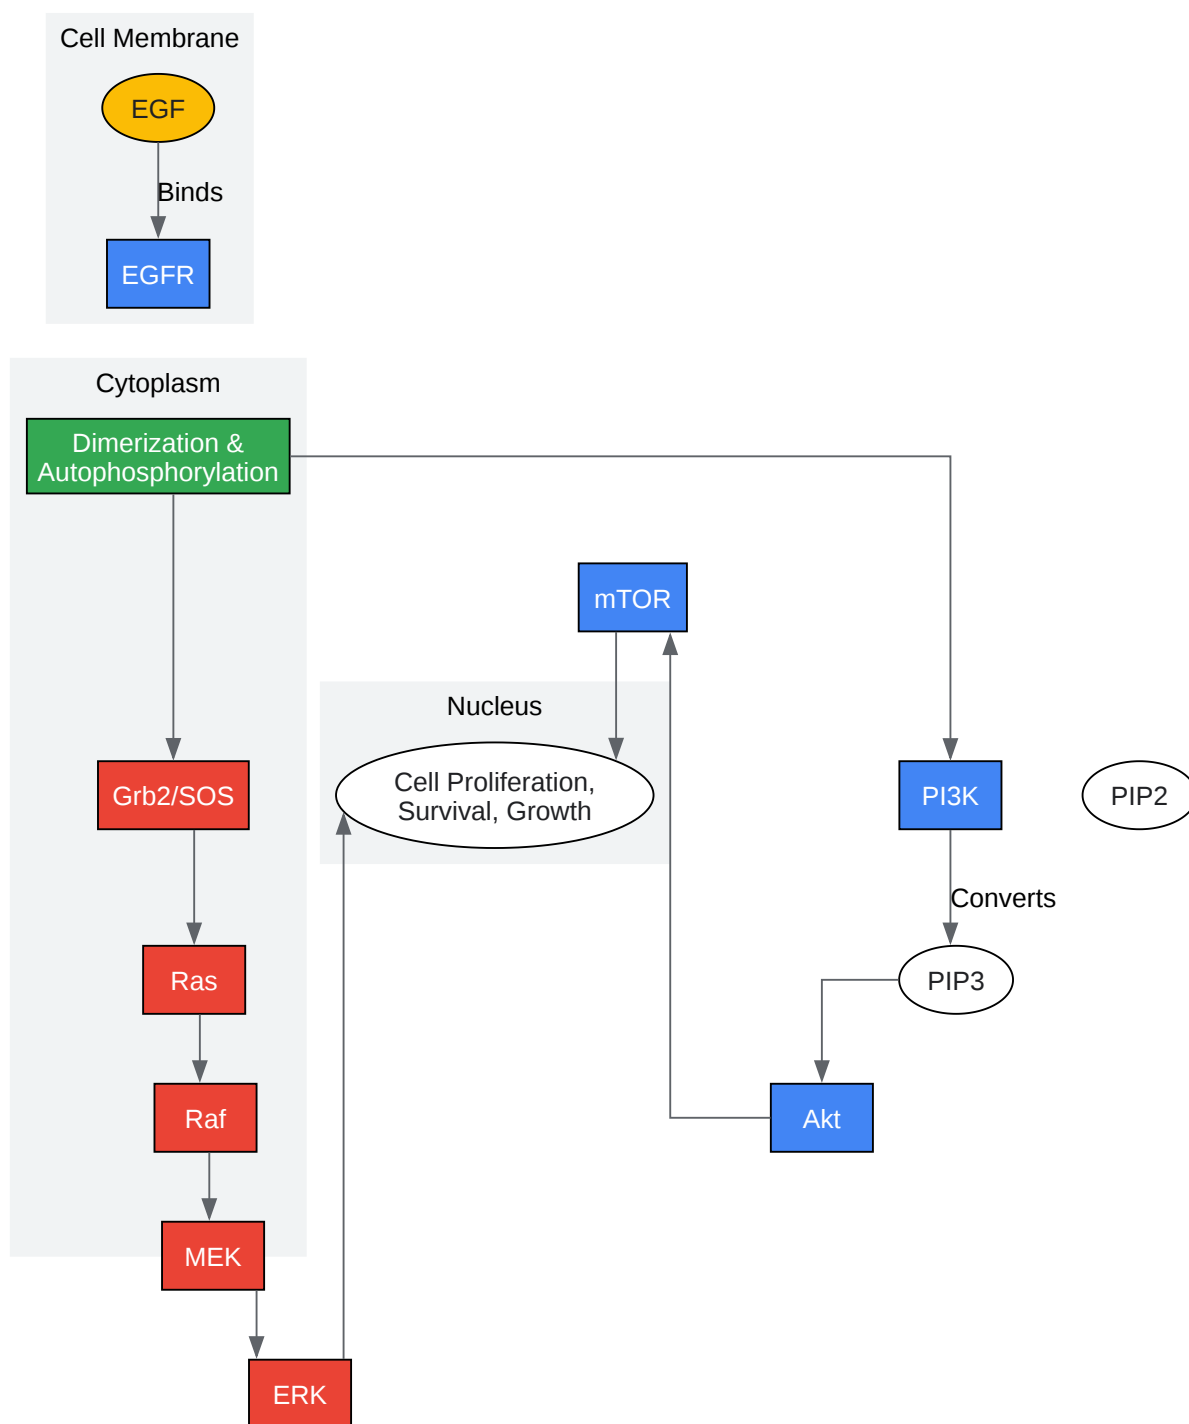 Cell Membrane
EGF
Binds
EGFR
Cytoplasm
Dimerization &
Autophosphorylation
mTOR
Nucleus
Cell Proliferation,
Survival, Growth
Grb2/SOS
PI3K
PIP2
Converts
Ras
PIP3
Raf
Akt
MEK
ERK